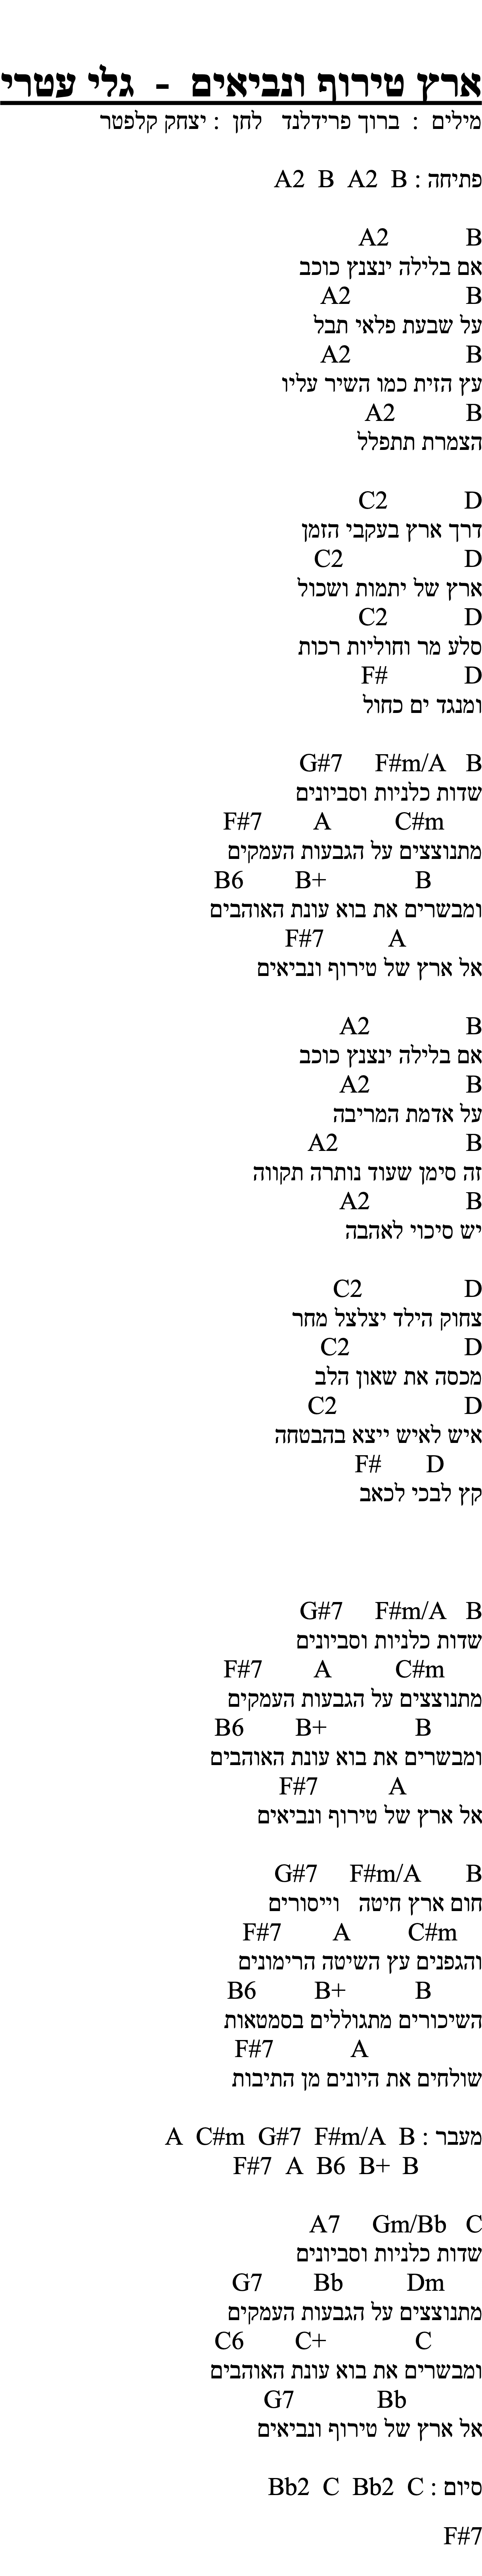 ארץ טירוף ונביאים - גלי עטרי
מילים : ברוך פרידלנד לחן : יצחק קלפטר
פתיחה : A2 B A2 B
A2 B
אם בלילה ינצנץ כוכב
A2 B
על שבעת פלאי תבל
A2 B
עץ הזית כמו השיר עליו
A2 B
הצמרת תתפלל
C2 D
דרך ארץ בעקבי הזמן
C2 D
ארץ של יתמות ושכול
C2 D
סלע מר וחוליות רכות
F# D
ומנגד ים כחול
G#7 F#m/A B
שדות כלניות וסביונים
F#7 A C#m
מתנוצצים על הגבעות העמקים
B6 B+ B
ומבשרים את בוא עונת האוהבים
F#7 A
אל ארץ של טירוף ונביאים
A2 B
אם בלילה ינצנץ כוכב
A2 B
על אדמת המריבה
A2 B
זה סימן שעוד נותרה תקווה
A2 B
יש סיכוי לאהבה
C2 D
צחוק הילד יצלצל מחר
C2 D
מכסה את שאון הלב
C2 D
איש לאיש ייצא בהבטחה
F# D
קץ לבכי לכאב
G#7 F#m/A B
שדות כלניות וסביונים
F#7 A C#m
מתנוצצים על הגבעות העמקים
B6 B+ B
ומבשרים את בוא עונת האוהבים
F#7 A
אל ארץ של טירוף ונביאים
G#7 F#m/A B
חום ארץ חיטה וייסורים
F#7 A C#m
והגפנים עץ השיטה הרימונים
B6 B+ B
השיכורים מתגוללים בסמטאות
F#7 A
שולחים את היונים מן התיבות
מעבר : A C#m G#7 F#m/A B
F#7 A B6 B+ B
A7 Gm/Bb C
שדות כלניות וסביונים
G7 Bb Dm
מתנוצצים על הגבעות העמקים
C6 C+ C
ומבשרים את בוא עונת האוהבים
G7 Bb
אל ארץ של טירוף ונביאים
סיום : Bb2 C Bb2 C
F#7